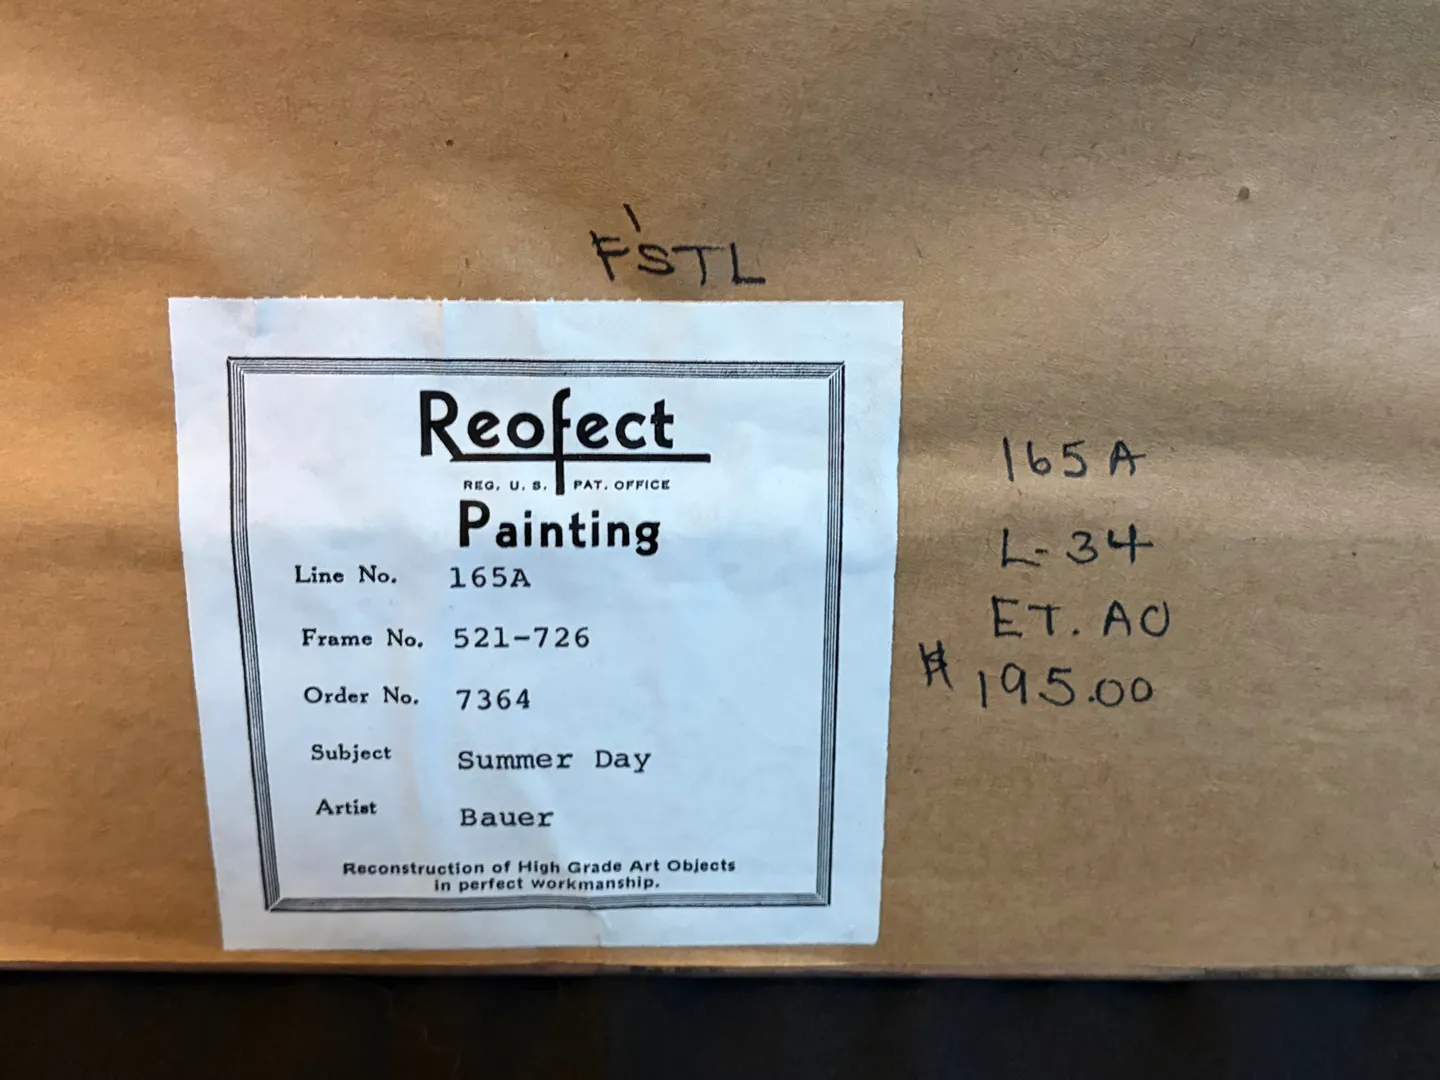 F'STL
Reofect
REG. U. S. PAT. OFFICE
Painting
Line No. 165A
Frame No. 521-726
Order No. 7364
Subject Summer Day
Artist Bauer
Reconstruction of High Grade Art Objects
in perfect workmanship.
165A
L-34
ET. AO
195.00